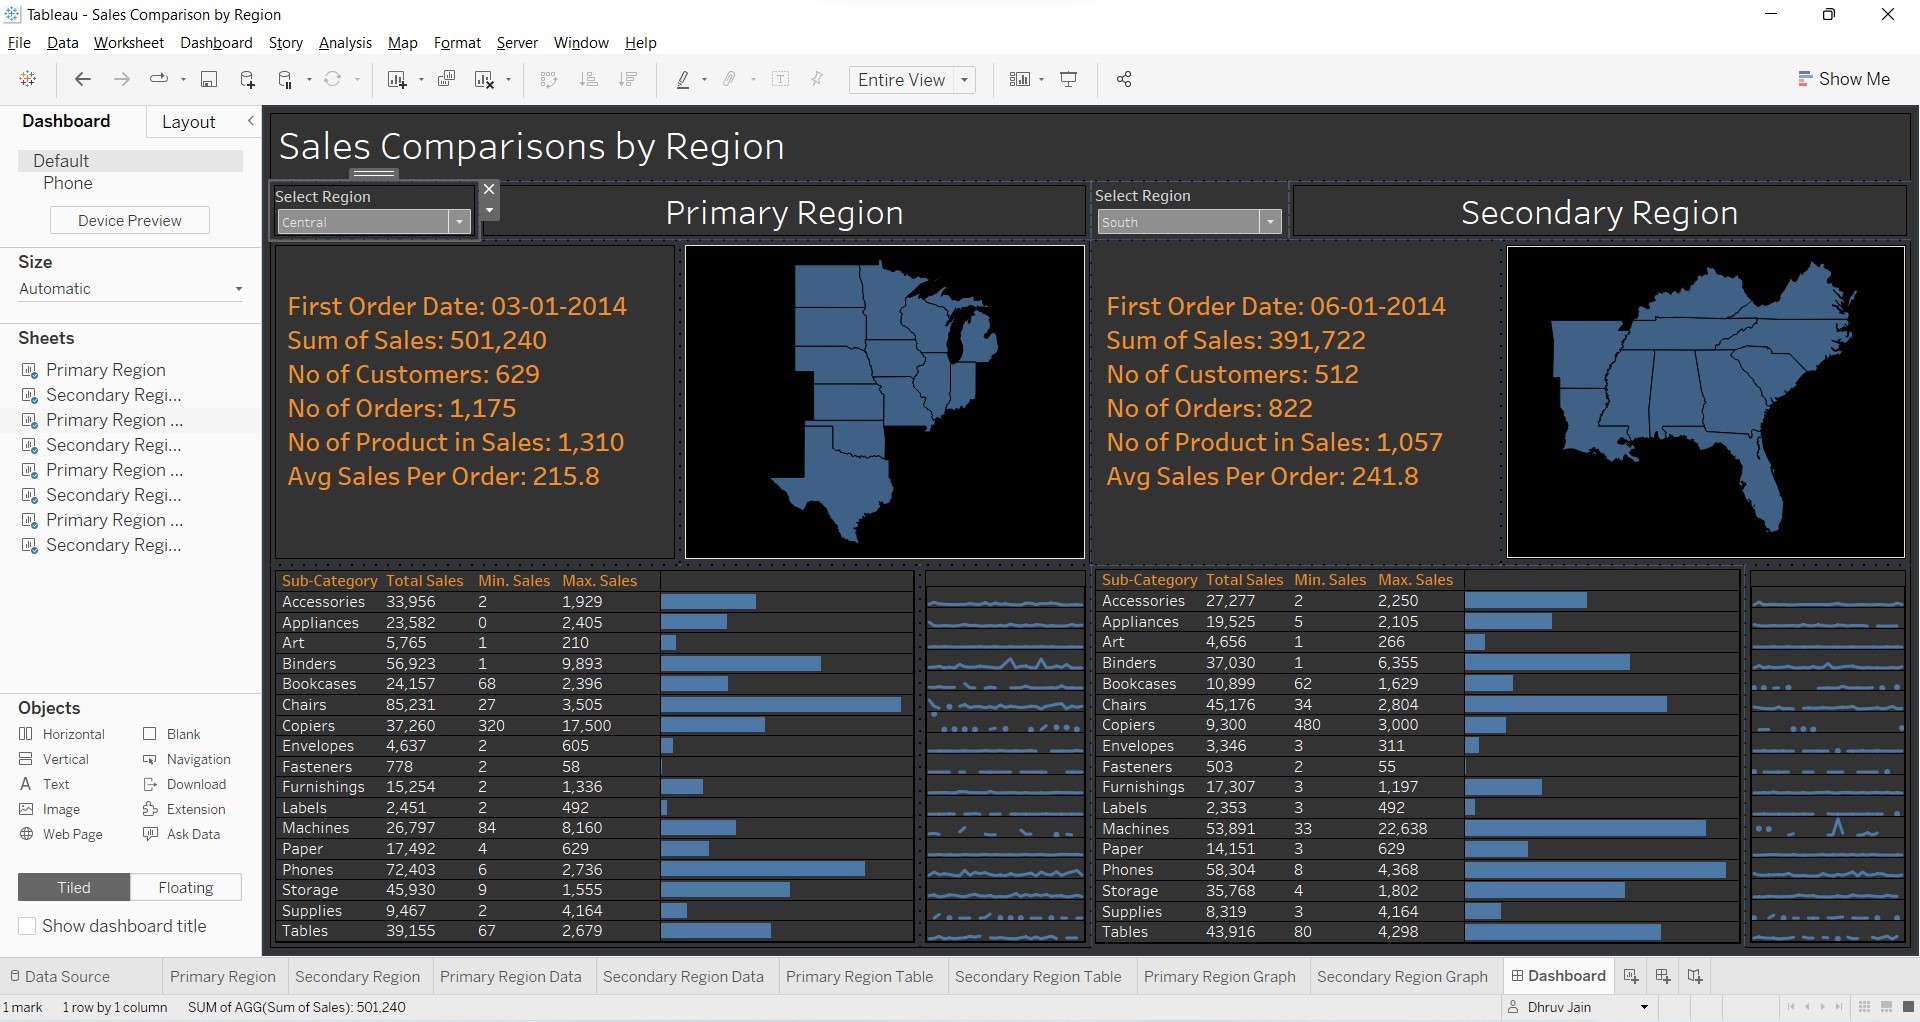 Tableau - Sales Comparison by Region
File Data Worksheet Dashboard Story Analysis Map Format Server Window Help
Entire View
Show Me
Dashboard Layout
Default
Phone
Device Preview
Size
Automatic
Sheets
Primary Region
Secondary Regi...
Primary Region ...
Secondary Regi...
Primary Region ...
Secondary Regi...
Primary Region ...
Secondary Regi...
Objects
Horizontal Blank
Vertical Navigation
Text Download
Image Extension
Web Page Ask Data
Tiled Floating
Show dashboard title
Sales Comparisons by Region
Select Region
Central
Primary Region
Select Region
South
Secondary Region
First Order Date: 03-01-2014
Sum of Sales: 501,240
No of Customers: 629
No of Orders: 1,175
No of Product in Sales: 1,310
Avg Sales Per Order: 215.8
First Order Date: 06-01-2014
Sum of Sales: 391,722
No of Customers: 512
No of Orders: 822
No of Product in Sales: 1,057
Avg Sales Per Order: 241.8
Sub-Category Total Sales Min. Sales Max. Sales
Accessories 33,956 2 1,929
Appliances 23,582 0 2,405
Art 5,765 1 210
Binders 56,923 1 9,893
Bookcases 24,157 68 2,396
Chairs 85,231 27 3,505
Copiers 37,260 320 17,500
Envelopes 4,637 2 605
Fasteners 778 2 58
Furnishings 15,254 2 1,336
Labels 2,451 2 492
Machines 26,797 84 8,160
Paper 17,492 4 629
Phones 72,403 6 2,736
Storage 45,930 9 1,555
Supplies 9,467 2 4,164
Tables 39,155 67 2,679
Sub-Category Total Sales Min. Sales Max. Sales
Accessories 27,277 2 2,250
Appliances 19,525 5 2,105
Art 4,656 1 266
Binders 37,030 1 6,355
Bookcases 10,899 62 1,629
Chairs 45,176 34 2,804
Copiers 9,300 480 3,000
Envelopes 3,346 3 311
Fasteners 503 2 55
Furnishings 17,307 3 1,197
Labels 2,353 3 492
Machines 53,891 33 22,638
Paper 14,151 3 629
Phones 58,304 8 4,368
Storage 35,768 4 1,802
Supplies 8,319 3 4,164
Tables 43,916 80 4,298
Data Source Primary Region Secondary Region Primary Region Data Secondary Region Data Primary Region Table Secondary Region Table Primary Region Graph Secondary Region Graph Dashboard
1 mark 1 row by 1 column SUM of AGG(Sum of Sales): 501,240 Dhruv Jain